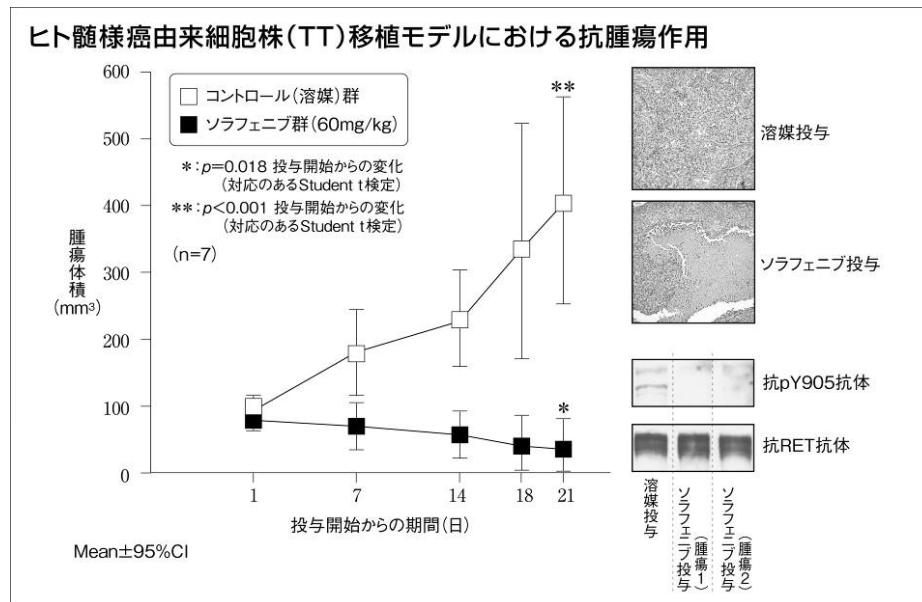 ヒト髄様癌由来細胞株(TT)移植モデルにおける抗腫瘍作用
600
500
400
300
200
100
0
腫瘍体積
(mm³)
コントロール(溶媒)群
ソラフェニブ群(60mg/kg)
*:p=0.018 投与開始からの変化
(対応のあるStudent t検定)
**:p<0.001 投与開始からの変化
(対応のあるStudent t検定)
(n=7)
**
*
1
7
14
18
21
投与開始からの期間(日)
Mean±95%CI
溶媒投与
ソラフェニブ投与
抗pY905抗体
抗RET抗体
溶媒投与
ソラフェニブ投与
(腫瘍1)
ソラフェニブ投与
(腫瘍2)